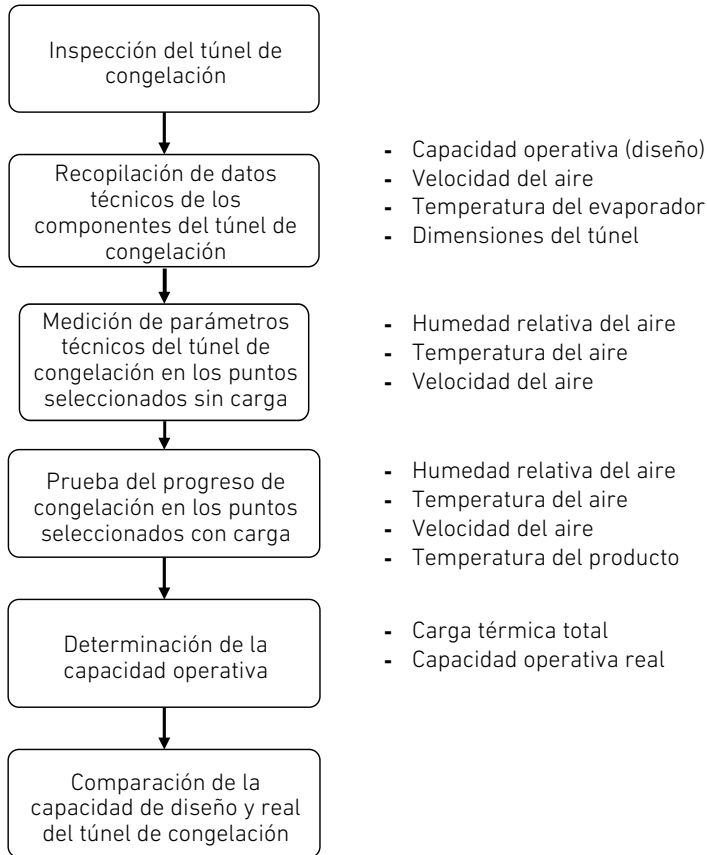 Inspección del túnel de
congelación
Recopilación de datos
técnicos de los
componentes del túnel de
congelación
- Capacidad operativa (diseño)
- Velocidad del aire
- Temperatura del evaporador
- Dimensiones del túnel
Medición de parámetros
técnicos del túnel de
congelación en los puntos
seleccionados sin carga
- Humedad relativa del aire
- Temperatura del aire
- Velocidad del aire
Prueba del progreso de
congelación en los puntos
seleccionados con carga
- Humedad relativa del aire
- Temperatura del aire
- Velocidad del aire
- Temperatura del producto
Determinación de la
capacidad operativa
- Carga térmica total
- Capacidad operativa real
Comparación de la
capacidad de diseño y real
del túnel de congelación